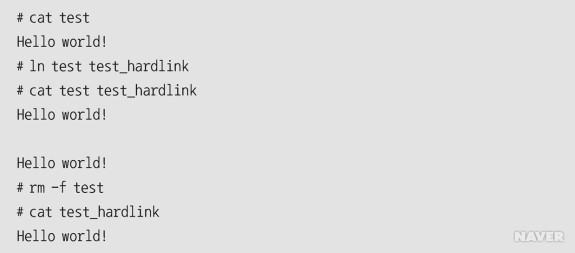 # cat test
Hello world!
# ln test test_hardlink
# cat test test_hardlink
Hello world!

Hello world!
# rm -f test
# cat test_hardlink
Hello world!
NAVER